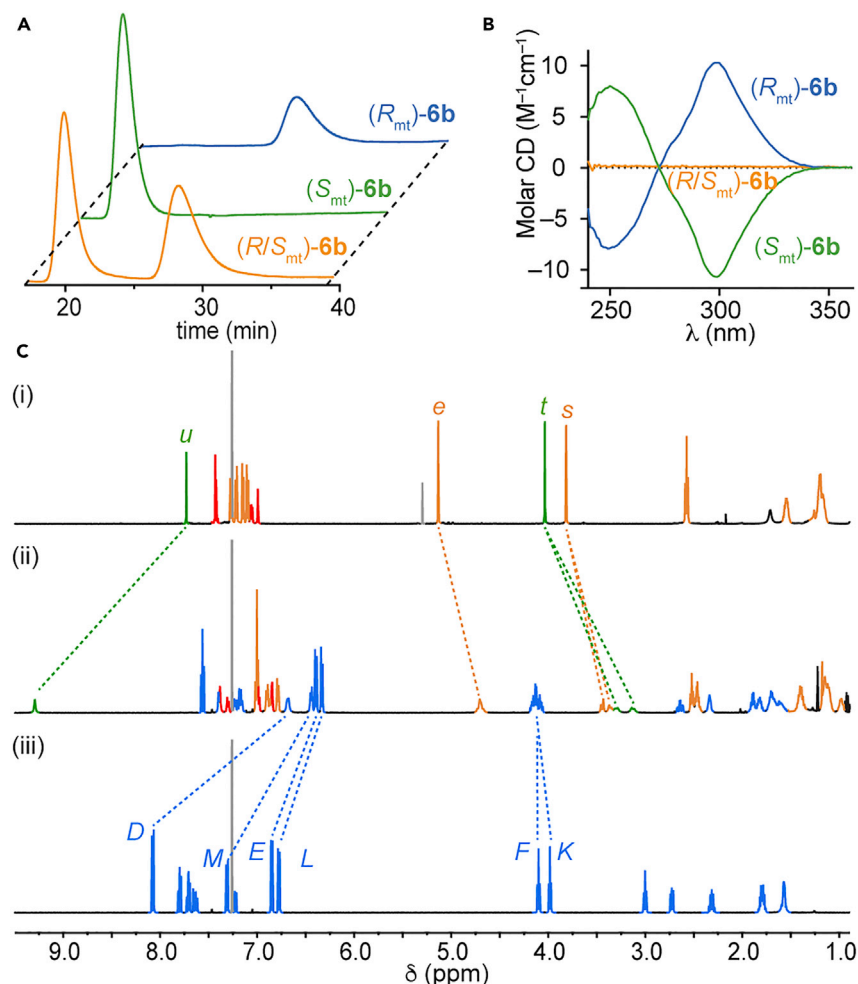 A
(Rmt)-6b
(Smt)-6b
(R/Smt)-6b
20 30 40
time (min)
B
Molar CD (M⁻¹cm⁻¹)
10
5
0
−5
−10
(Rmt)-6b
(R/Smt)-6b
(Smt)-6b
250 300 350
λ (nm)
C
(i)
u e t s
(ii)
(iii)
D M E L F K
9.0 8.0 7.0 6.0 5.0 4.0 3.0 2.0 1.0
δ (ppm)